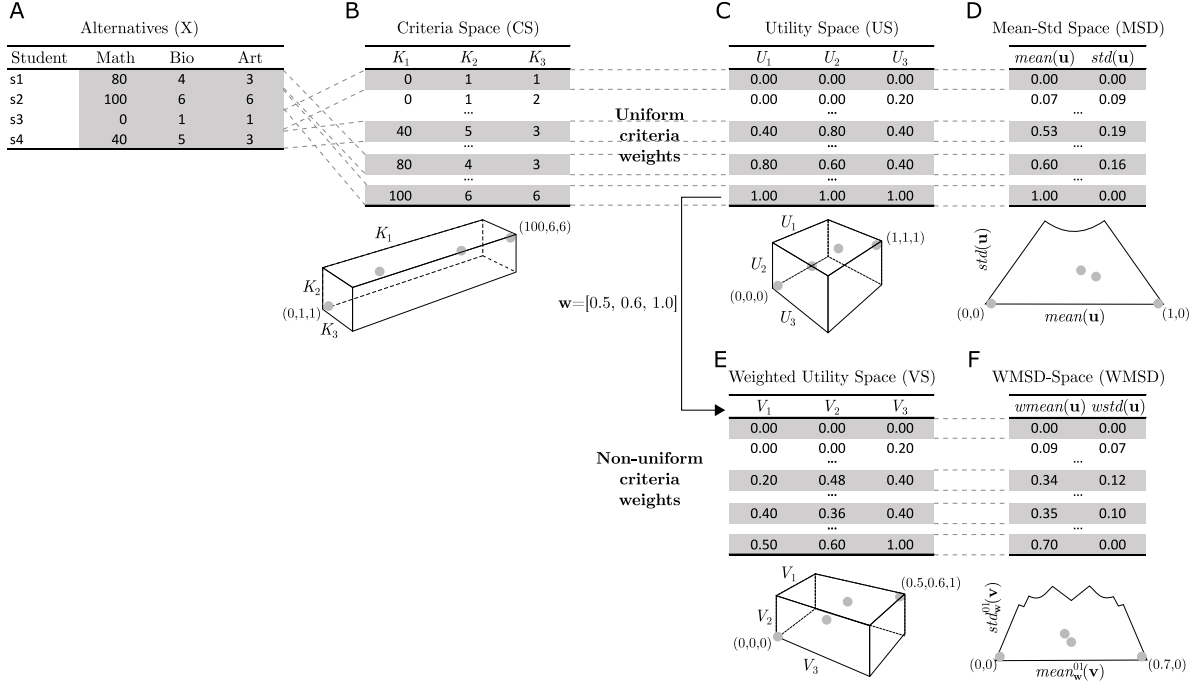 A
Alternatives (X)
Student Math Bio Art
s1 80 4 3
s2 100 6 6
s3 0 1 1
s4 40 5 3
B
Criteria Space (CS)
K1 K2 K3
0 1 1
0 1 2
...
40 5 3
...
80 4 3
...
100 6 6
K1
(100,6,6)
K2
(0,1,1)
K3
Uniform
criteria
weights
C
Utility Space (US)
U1 U2 U3
0.00 0.00 0.00
0.00 0.00 0.20
...
0.40 0.80 0.40
...
0.80 0.60 0.40
...
1.00 1.00 1.00
U1
(1,1,1)
U2
(0,0,0)
U3
D
Mean-Std Space (MSD)
mean(u) std(u)
0.00 0.00
0.07 0.09
...
0.53 0.19
...
0.60 0.16
...
1.00 0.00
std(u)
(0,0)
mean(u)
(1,0)
w=[0.5, 0.6, 1.0]
Non-uniform
criteria
weights
E
Weighted Utility Space (VS)
V1 V2 V3
0.00 0.00 0.00
0.00 0.00 0.20
...
0.20 0.48 0.40
...
0.40 0.36 0.40
...
0.50 0.60 1.00
V1
(0.5,0.6,1)
V2
(0,0,0)
V3
F
WMSD-Space (WMSD)
wmean(u) wstd(u)
0.00 0.00
0.09 0.07
...
0.34 0.12
...
0.35 0.10
...
0.70 0.00
std_w^01(v)
(0,0)
mean_w^01(v)
(0.7,0)